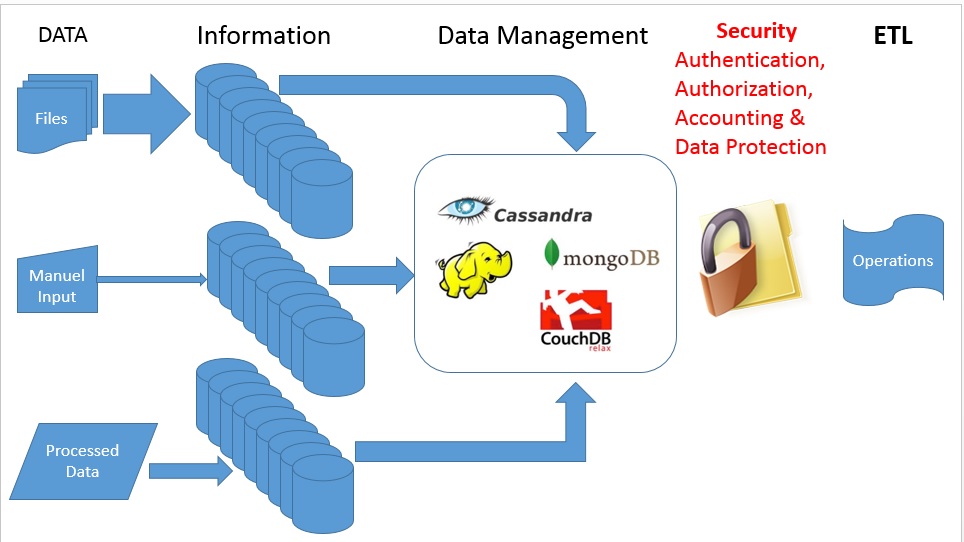 DATA
Information
Data Management
Security
Authentication,
Authorization,
Accounting &
Data Protection
ETL
Files
Manuel
Input
Processed
Data
Cassandra
mongoDB
CouchDB
relax
Operations